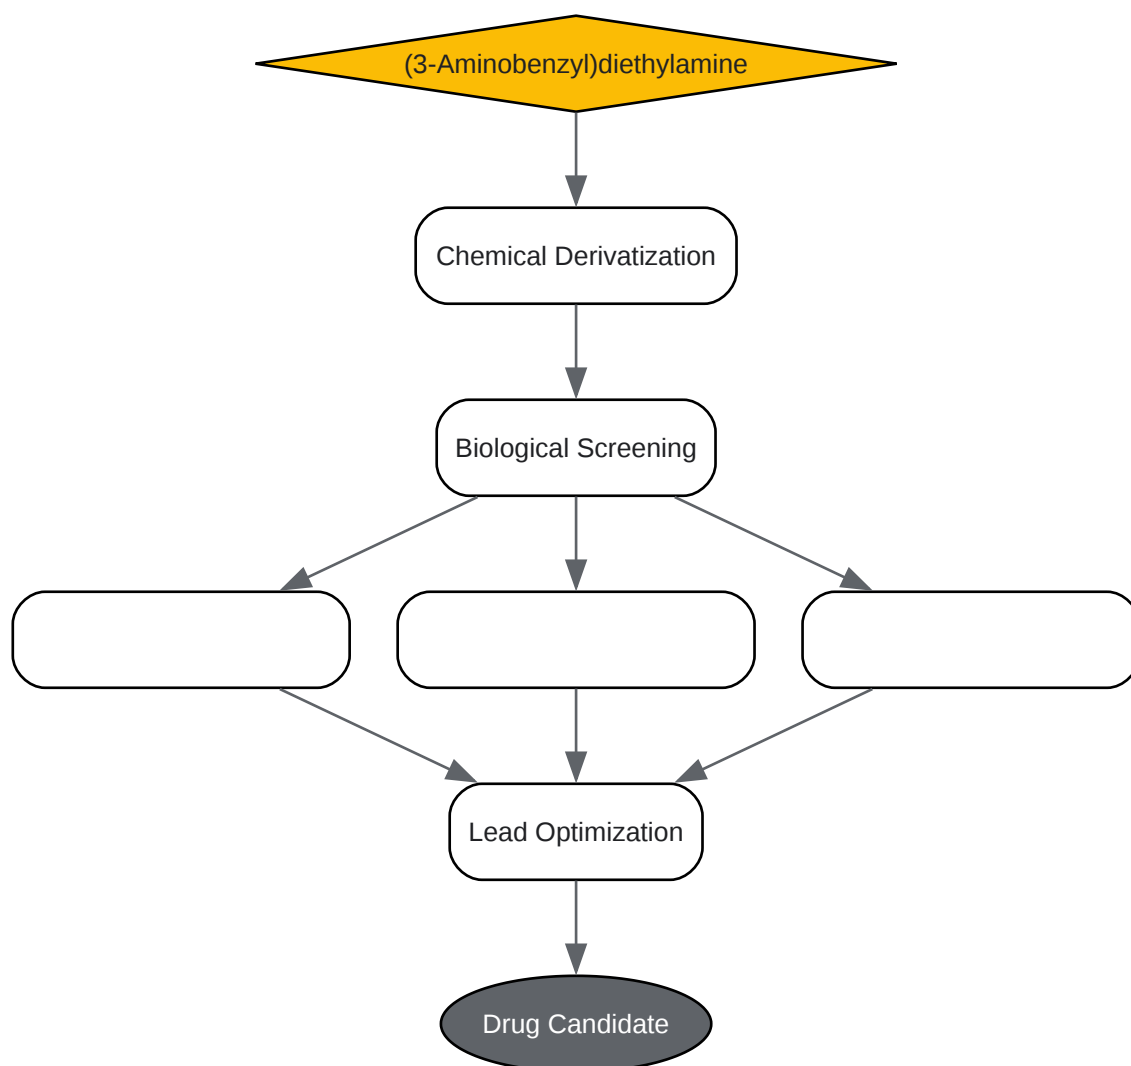 (3-Aminobenzyl)diethylamine
Chemical Derivatization
Biological Screening
Lead Optimization
Drug Candidate